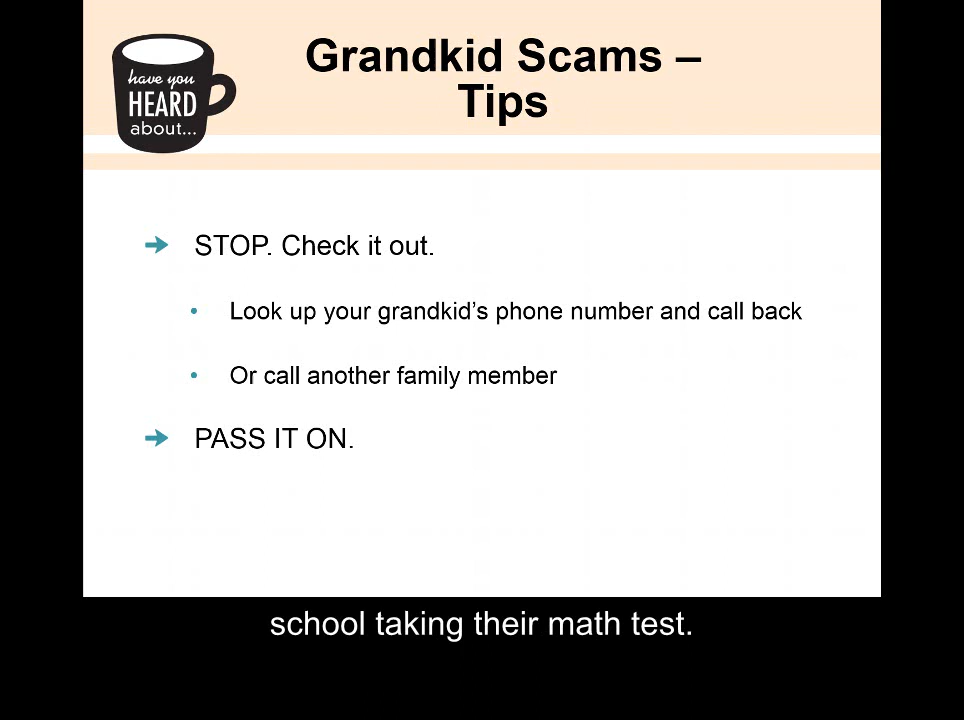 have you
HEARD
about...
Grandkid Scams –
Tips
STOP. Check it out.
Look up your grandkid's phone number and call back
Or call another family member
PASS IT ON.
school taking their math test.